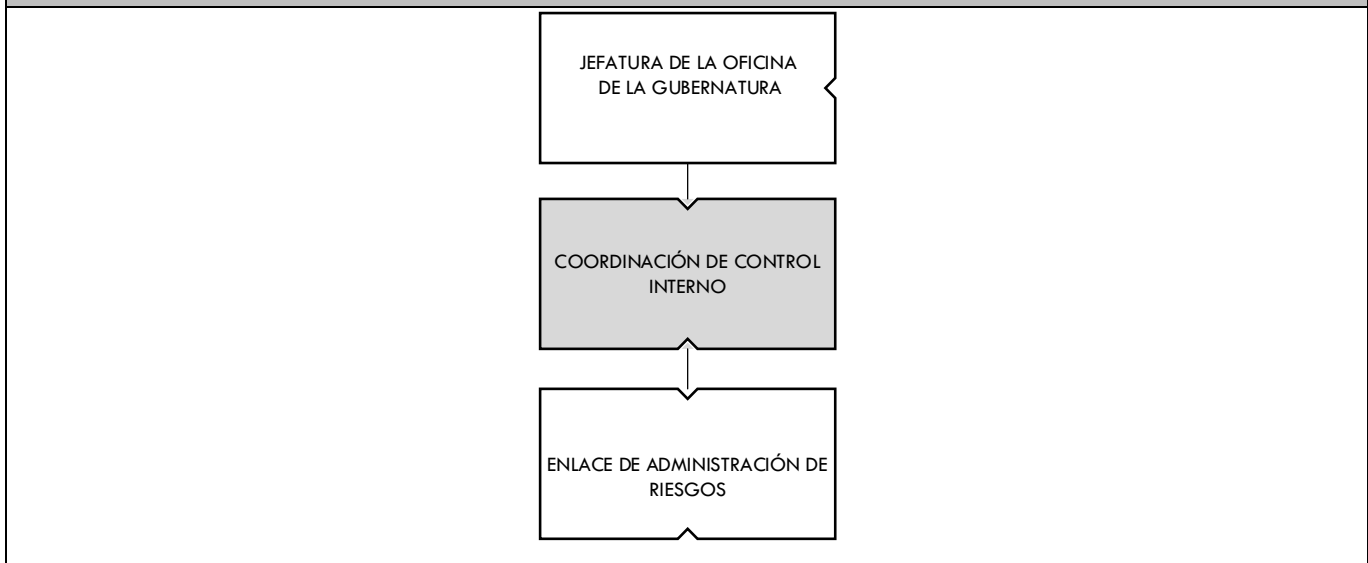 JEFATURA DE LA OFICINA
DE LA GUBERNATURA
COORDINACIÓN DE CONTROL
INTERNO
ENLACE DE ADMINISTRACIÓN DE
RIESGOS